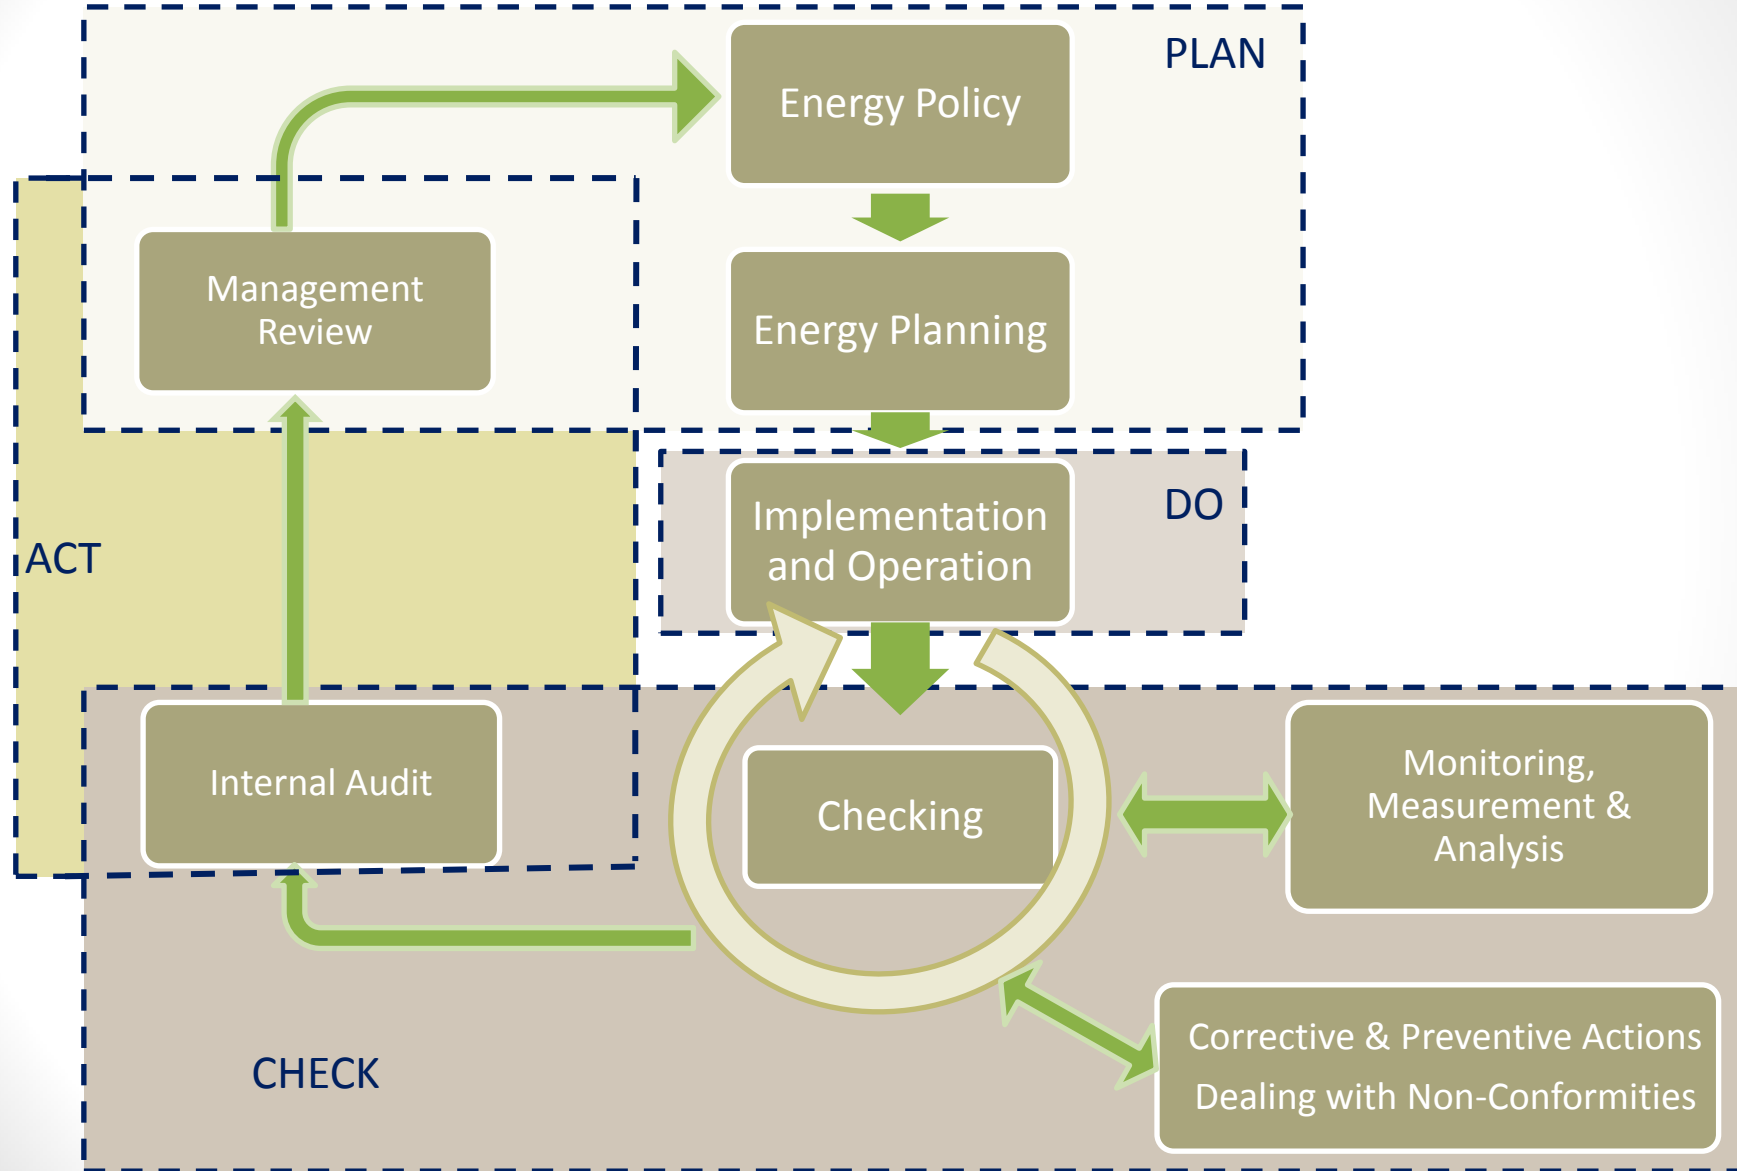 PLAN
Energy Policy
Management
Review
Energy Planning
DO
Implementation
and Operation
ACT
Internal Audit
Checking
Monitoring,
Measurement &
Analysis
CHECK
Corrective & Preventive Actions
Dealing with Non-Conformities